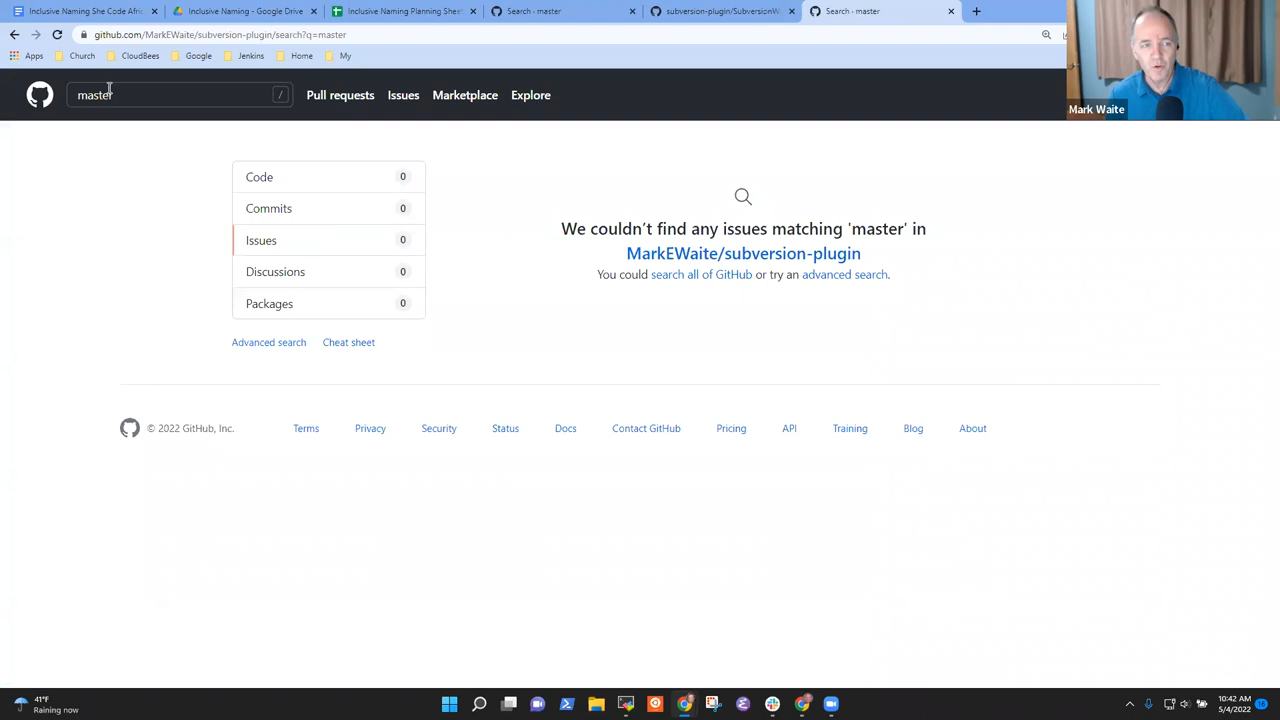 Inclusive Naming She Code Afric
Inclusive Naming - Google Drive
Inclusive Naming Planning Sheet
Search - master
subversion-plugin/SubversionW
Search - master
github.com/MarkEWaite/subversion-plugin/search?q=master
Apps
Church
CloudBees
Google
Jenkins
Home
My
master
/
Pull requests
Issues
Marketplace
Explore
Mark Waite
Code 0
Commits 0
Issues 0
Discussions 0
Packages 0
Advanced search
Cheat sheet
We couldn't find any issues matching 'master' in
MarkEWaite/subversion-plugin
You could search all of GitHub or try an advanced search.
© 2022 GitHub, Inc.
Terms
Privacy
Security
Status
Docs
Contact GitHub
Pricing
API
Training
Blog
About
41°F
Raining now
10:42 AM
5/4/2022
16